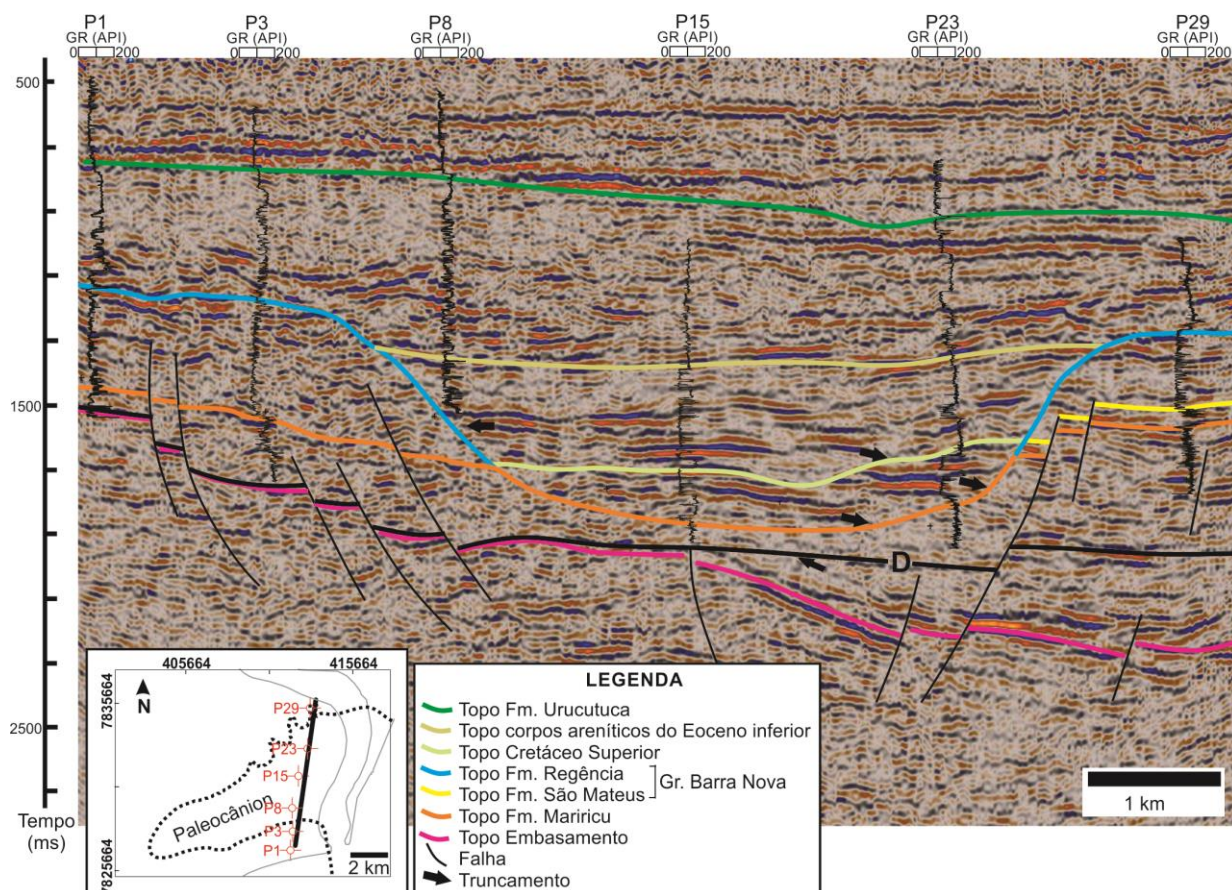 P1 P3 P8 P15 P23 P29
GR (API) GR (API) GR (API) GR (API) GR (API) GR (API)
0 200 0 200 0 200 0 200 0 200 0 200
500
1500
2500
Tempo
(ms)
D
405664 415664
7835664
7825664
N
P29
P23
P15
P8
P3
P1
Paleocânion
2 km
LEGENDA
Topo Fm. Urucutuca
Topo corpos areníticos do Eoceno inferior
Topo Cretáceo Superior
Topo Fm. Regência
Topo Fm. São Mateus
Gr. Barra Nova
Topo Fm. Mariricu
Topo Embasamento
Falha
Truncamento
1 km